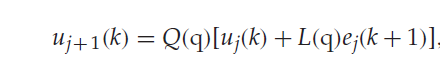 u_{j+1}(k) = Q(q)[u_j(k) + L(q)e_j(k + 1)],